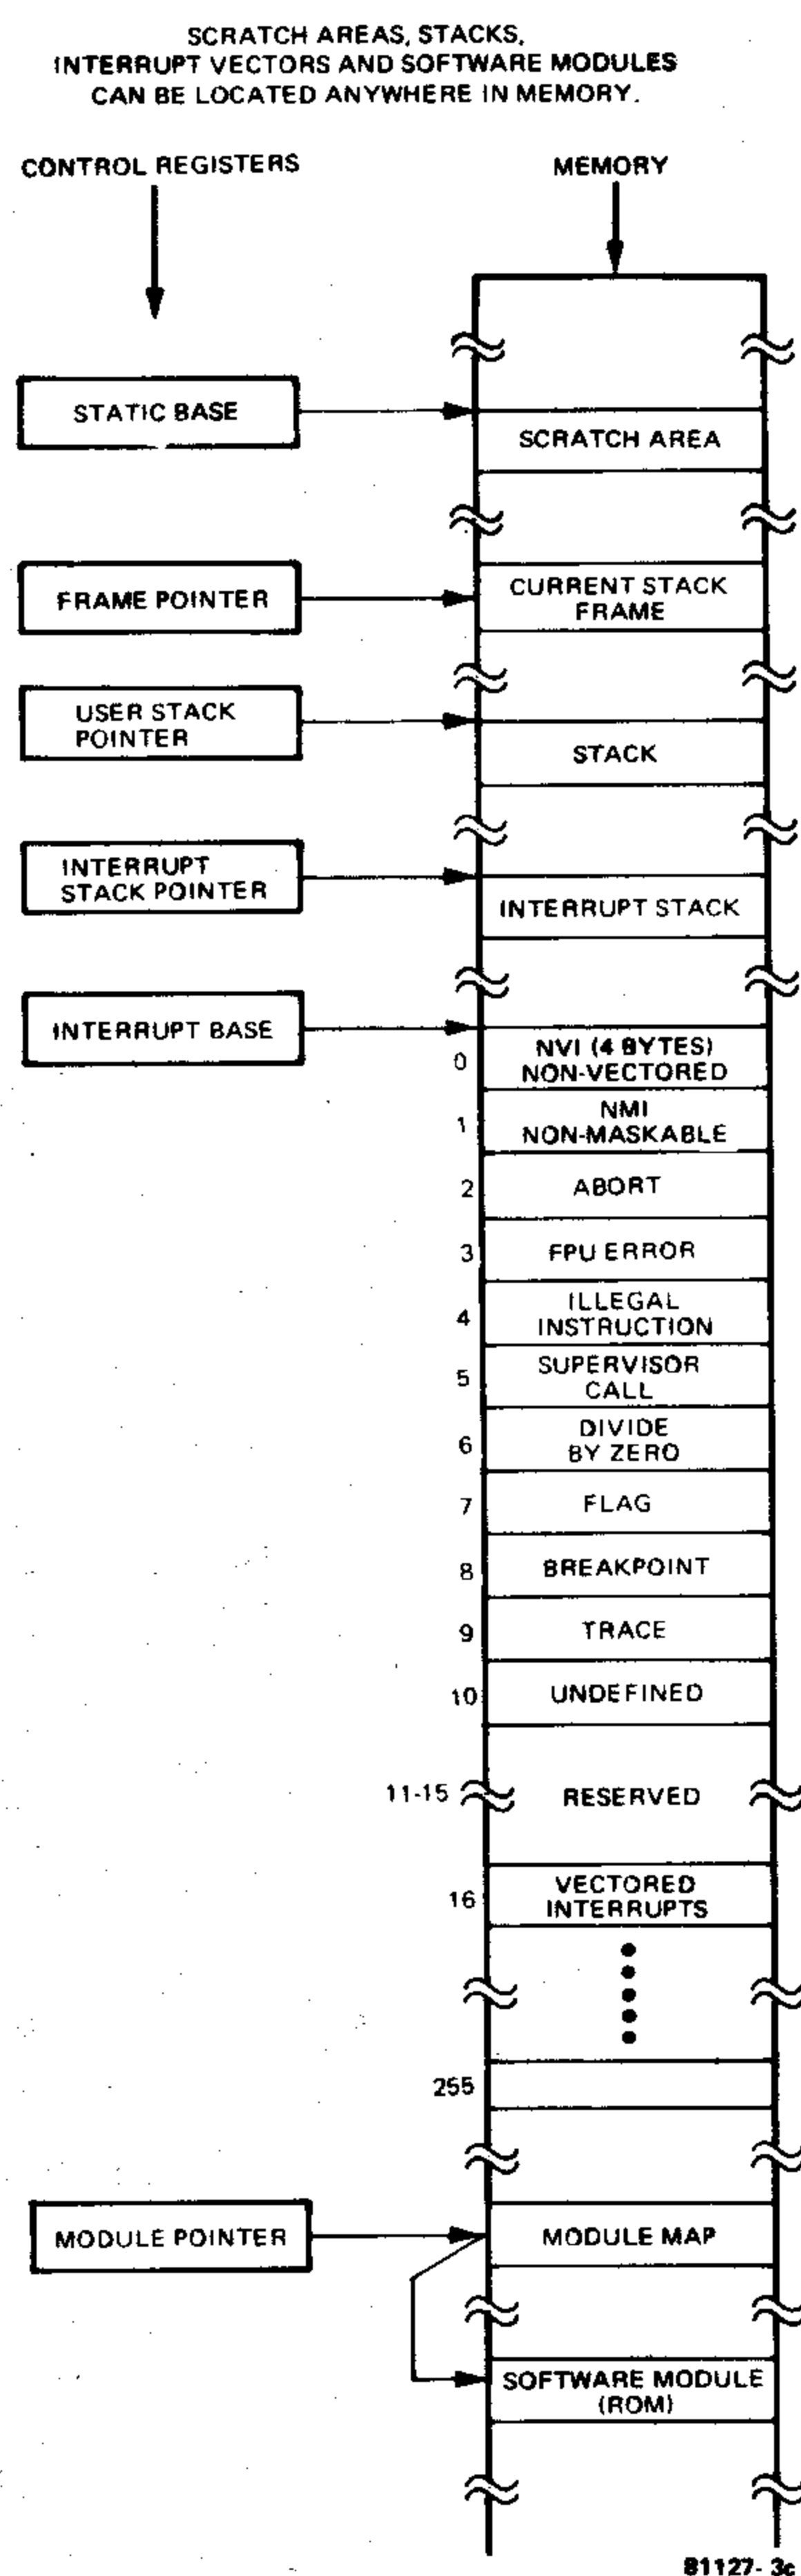 SCRATCH AREAS, STACKS,
INTERRUPT VECTORS AND SOFTWARE MODULES
CAN BE LOCATED ANYWHERE IN MEMORY.
CONTROL REGISTERS
MEMORY
STATIC BASE
SCRATCH AREA
FRAME POINTER
CURRENT STACK
FRAME
USER STACK
POINTER
STACK
INTERRUPT
STACK POINTER
INTERRUPT STACK
INTERRUPT BASE
0
NVI (4 BYTES)
NON-VECTORED
1
NMI
NON-MASKABLE
2
ABORT
3
FPU ERROR
4
ILLEGAL
INSTRUCTION
5
SUPERVISOR
CALL
6
DIVIDE
BY ZERO
7
FLAG
8
BREAKPOINT
9
TRACE
10
UNDEFINED
11-15
RESERVED
16
VECTORED
INTERRUPTS
255
MODULE POINTER
MODULE MAP
SOFTWARE MODULE
(ROM)
81127-3c